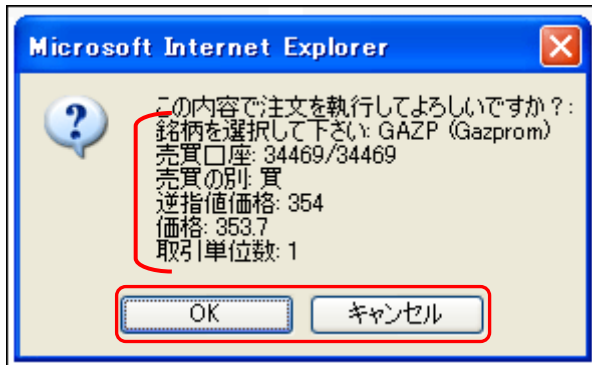 Microsoft Internet Explorer
この内容で注文を執行してよろしいですか？:
銘柄を選択して下さい: GAZP (Gazprom)
売買口座: 34469/34469
売買の別: 買
逆指値価格: 354
価格: 353.7
取引単位数: 1
OK
キャンセル